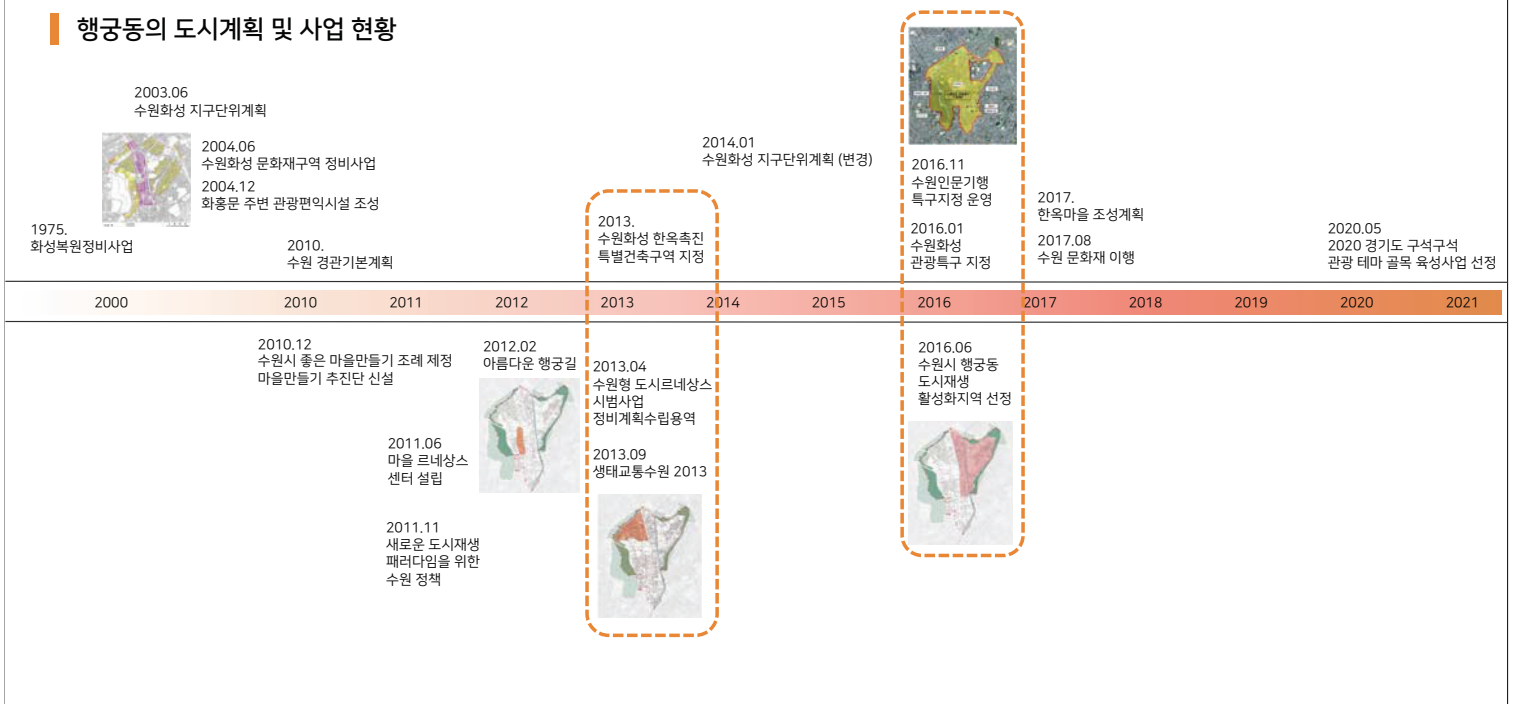 행궁동의 도시계획 및 사업 현황
2003.06
수원화성 지구단위계획
2004.06
수원화성 문화재구역 정비사업
2004.12
화홍문 주변 관광편익시설 조성
1975.
화성복원정비사업
2010.
수원 경관기본계획
2013.
수원화성 한옥촉진
특별건축구역 지정
2014.01
수원화성 지구단위계획 (변경)
2016.11
수원인문기행
특구지정 운영
2016.01
수원화성
관광특구 지정
2017.
한옥마을 조성계획
2017.08
수원 문화재 이행
2020.05
2020 경기도 구석구석
관광 테마 골목 육성사업 선정
2000 2010 2011 2012 2013 2014 2015 2016 2017 2018 2019 2020 2021
2010.12
수원시 좋은 마을만들기 조례 제정
마을만들기 추진단 신설
2011.06
마을 르네상스
센터 설립
2011.11
새로운 도시재생
패러다임을 위한
수원 정책
2012.02
아름다운 행궁길
2013.04
수원형 도시르네상스
시범사업
정비계획수립용역
2013.09
생태교통수원 2013
2016.06
수원시 행궁동
도시재생
활성화지역 선정